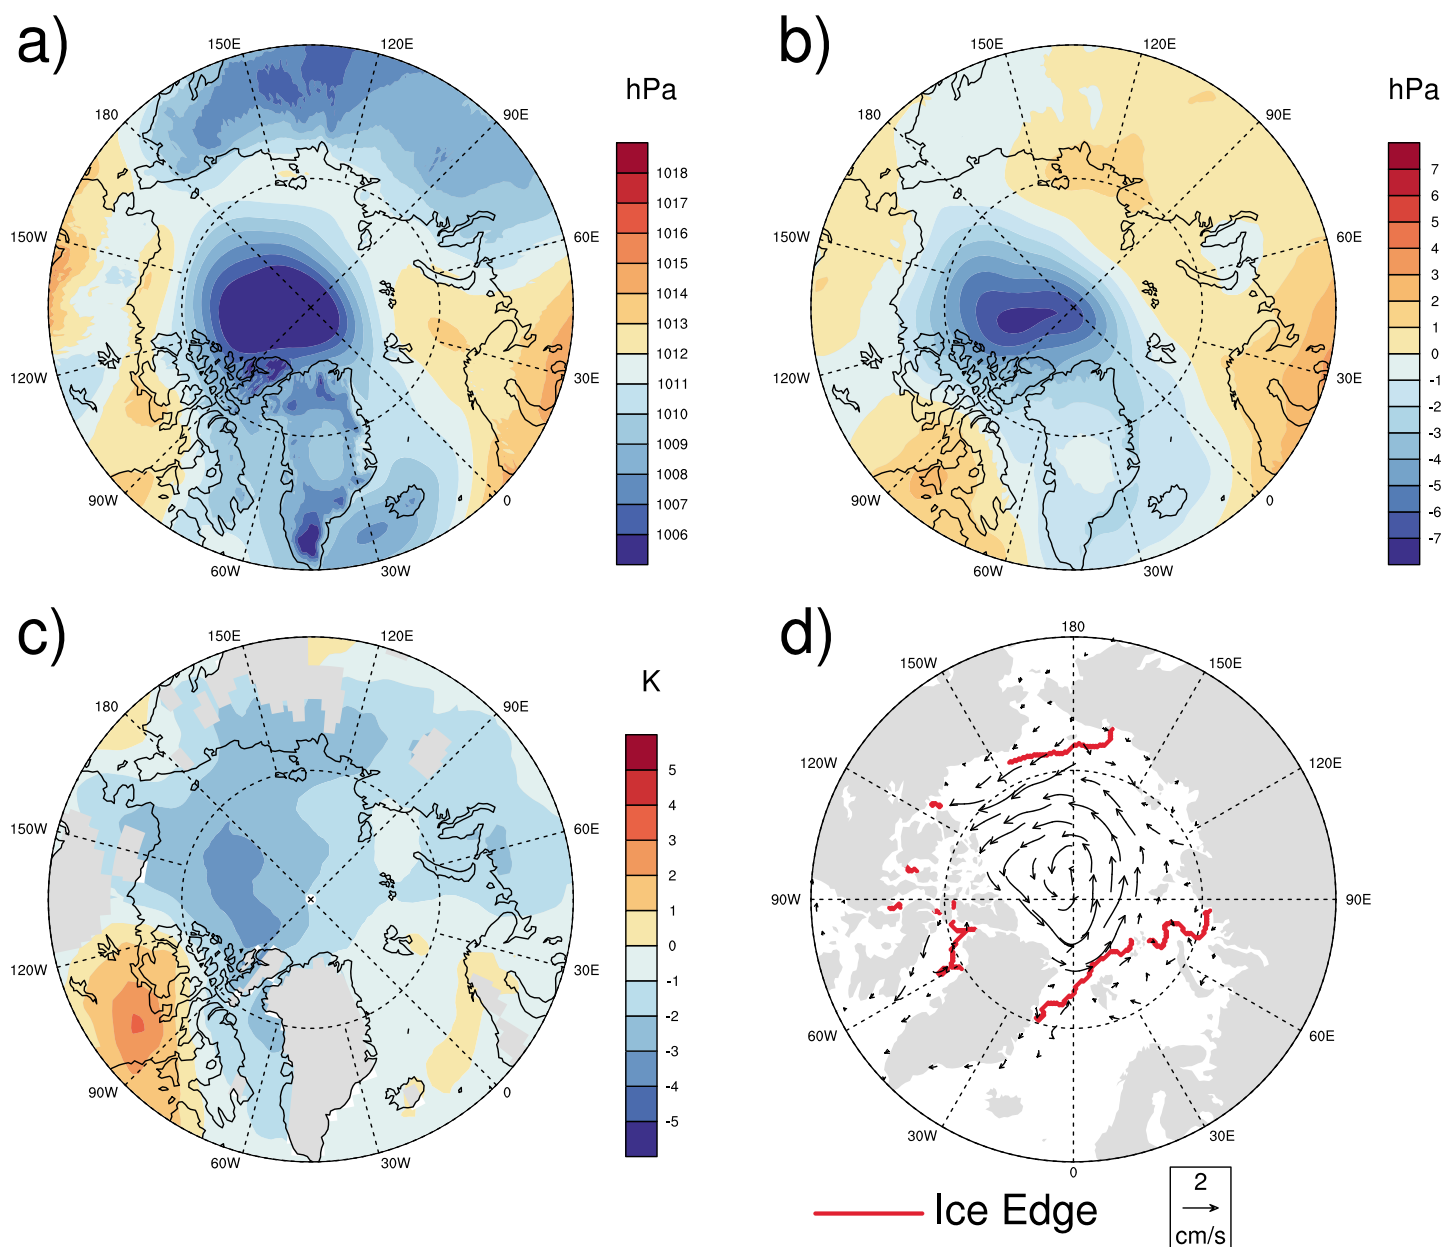 a)
150E
120E
180
90E
150W
60E
120W
30E
90W
0
60W
30W
hPa
1018
1017
1016
1015
1014
1013
1012
1011
1010
1009
1008
1007
1006
b)
150E
120E
180
90E
150W
60E
120W
30E
90W
0
60W
30W
hPa
7
6
5
4
3
2
1
0
-1
-2
-3
-4
-5
-6
-7
c)
150E
120E
180
90E
150W
60E
120W
30E
90W
0
60W
30W
K
5
4
3
2
1
0
-1
-2
-3
-4
-5
d)
180
150W
150E
120W
120E
90W
90E
60W
60E
30W
30E
0
Ice Edge
2
cm/s